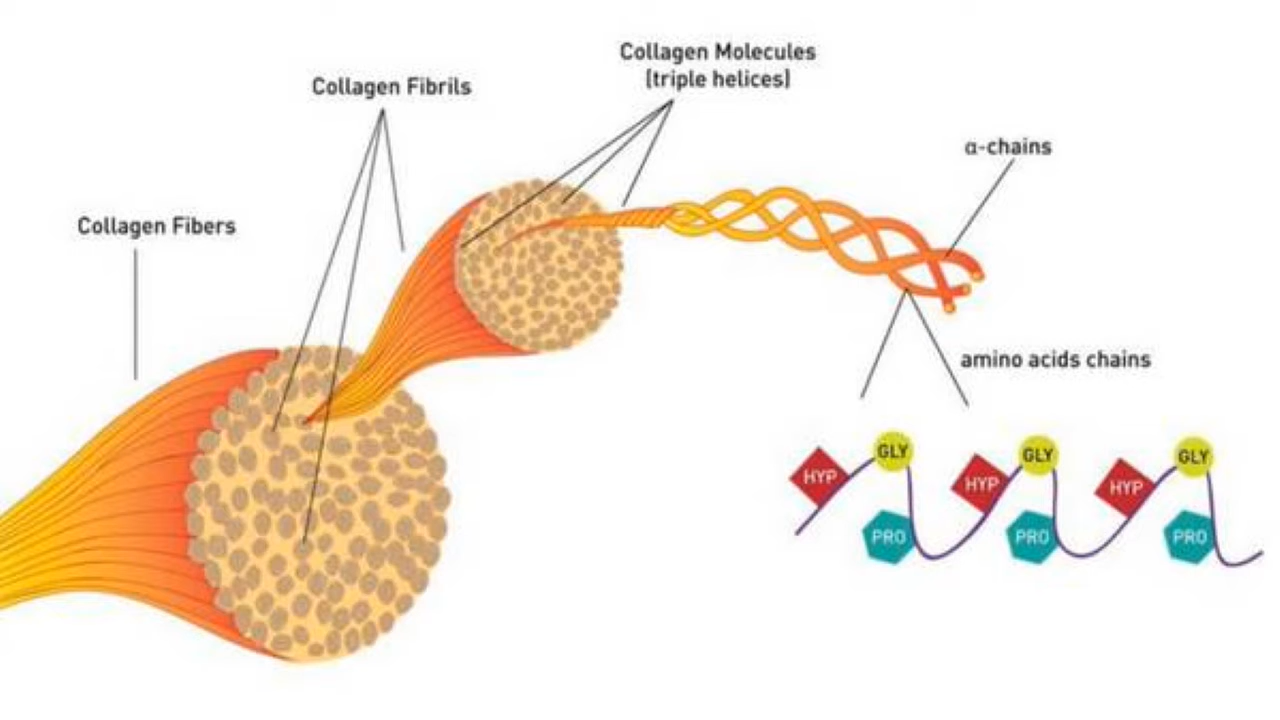 Collagen Molecules
(triple helices)
Collagen Fibrils
α-chains
Collagen Fibers
amino acids chains
HYP
GLY
PRO
HYP
GLY
PRO
HYP
GLY
PRO